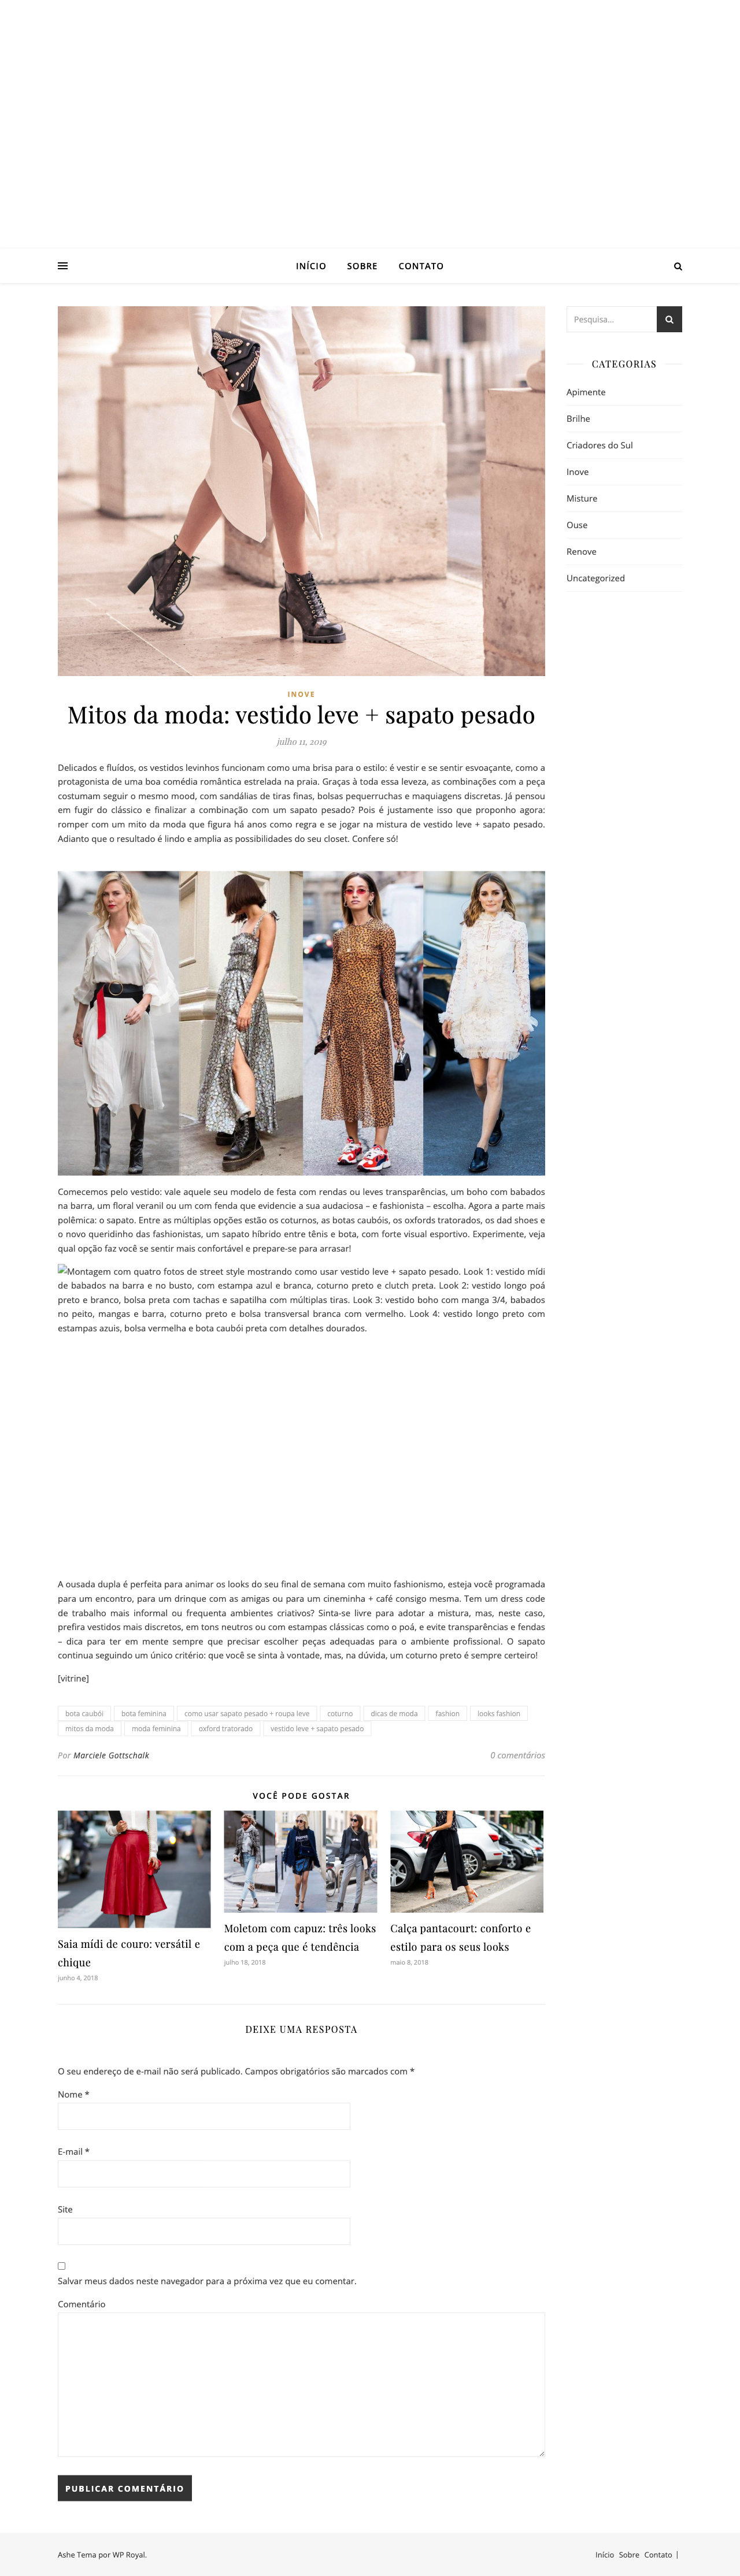 INÍCIO SOBRE CONTATO
Pesquisa...
CATEGORIAS
Apimente
Brilhe
Criadores do Sul
Inove
Misture
Ouse
Renove
Uncategorized
INOVE
Mitos da moda: vestido leve + sapato pesado
julho 11, 2019
Delicados e fluídos, os vestidos levinhos funcionam como uma brisa para o estilo: é vestir e se sentir esvoaçante, como a
protagonista de uma boa comédia romântica estrelada na praia. Graças à toda essa leveza, as combinações com a peça
costumam seguir o mesmo mood, com sandálias de tiras finas, bolsas pequerruchas e maquiagens discretas. Já pensou
em fugir do clássico e finalizar a combinação com um sapato pesado? Pois é justamente isso que proponho agora:
romper com um mito da moda que figura há anos como regra e se jogar na mistura de vestido leve + sapato pesado.
Adianto que o resultado é lindo e amplia as possibilidades do seu closet. Confere só!
Comecemos pelo vestido: vale aquele seu modelo de festa com rendas ou leves transparências, um boho com babados
na barra, um floral veranil ou um com fenda que evidencie a sua audaciosa – e fashionista – escolha. Agora a parte mais
polêmica: o sapato. Entre as múltiplas opções estão os coturnos, as botas caubóis, os oxfords tratorados, os dad shoes e
o novo queridinho das fashionistas, um sapato híbrido entre tênis e bota, com forte visual esportivo. Experimente, veja
qual opção faz você se sentir mais confortável e prepare-se para arrasar!
Montagem com quatro fotos de street style mostrando como usar vestido leve + sapato pesado. Look 1: vestido mídi
de babados na barra e no busto, com estampa azul e branca, coturno preto e clutch preta. Look 2: vestido longo poá
preto e branco, bolsa preta com tachas e sapatilha com múltiplas tiras. Look 3: vestido boho com manga 3/4, babados
no peito, mangas e barra, coturno preto e bolsa transversal branca com vermelho. Look 4: vestido longo preto com
estampas azuis, bolsa vermelha e bota caubói preta com detalhes dourados.
A ousada dupla é perfeita para animar os looks do seu final de semana com muito fashionismo, esteja você programada
para um encontro, para um drinque com as amigas ou para um cineminha + café consigo mesma. Tem um dress code
de trabalho mais informal ou frequenta ambientes criativos? Sinta-se livre para adotar a mistura, mas, neste caso,
prefira vestidos mais discretos, em tons neutros ou com estampas clássicas como o poá, e evite transparências e fendas
– dica para ter em mente sempre que precisar escolher peças adequadas para o ambiente profissional. O sapato
continua seguindo um único critério: que você se sinta à vontade, mas, na dúvida, um coturno preto é sempre certeiro!
[vitrine]
bota caubói bota feminina como usar sapato pesado + roupa leve coturno dicas de moda fashion looks fashion
mitos da moda moda feminina oxford tratorado vestido leve + sapato pesado
Por Marciele Gottschalk 0 comentários
VOCÊ PODE GOSTAR
Saia mídi de couro: versátil e
chique
junho 4, 2018
Moletom com capuz: três looks
com a peça que é tendência
julho 18, 2018
Calça pantacourt: conforto e
estilo para os seus looks
maio 8, 2018
DEIXE UMA RESPOSTA
O seu endereço de e-mail não será publicado. Campos obrigatórios são marcados com *
Nome *
E-mail *
Site
Salvar meus dados neste navegador para a próxima vez que eu comentar.
Comentário
PUBLICAR COMENTÁRIO
Ashe Tema por WP Royal.
Início Sobre Contato |